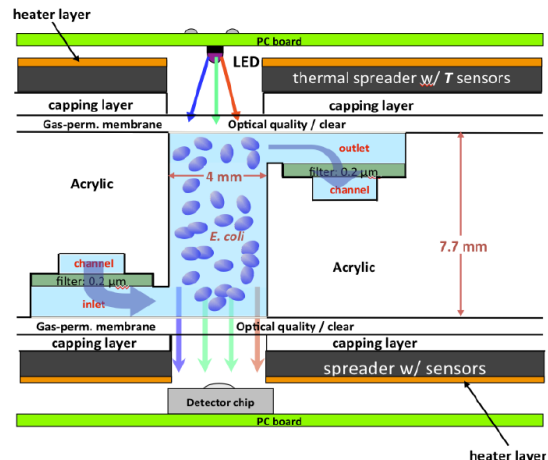 heater layer
PC board
LED
thermal spreader w/ T sensors
capping layer
capping layer
Gas-perm. membrane
Optical quality / clear
outlet
filter: 0.2 µm
channel
Acrylic
4 mm
E. coli
7.7 mm
channel
filter: 0.2 µm
inlet
Acrylic
Gas-perm. membrane
Optical quality / clear
capping layer
capping layer
spreader w/ sensors
Detector chip
PC board
heater layer